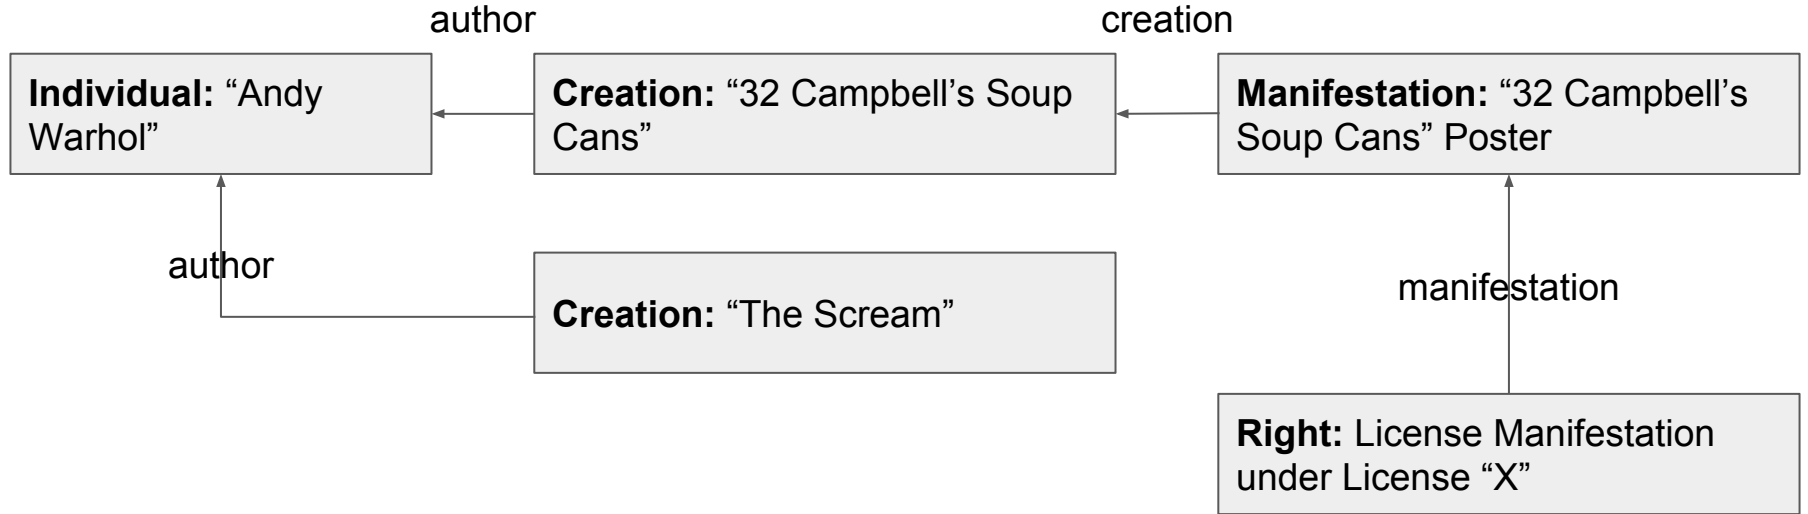 author
creation
Individual: “Andy
Warhol”
Creation: “32 Campbell’s Soup
Cans”
Manifestation: “32 Campbell’s
Soup Cans” Poster
author
Creation: “The Scream”
manifestation
Right: License Manifestation
under License “X”